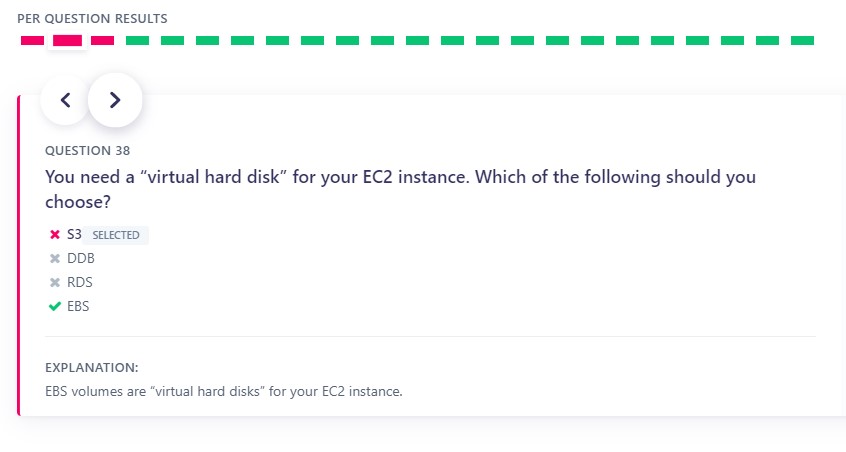 PER QUESTION RESULTS
QUESTION 38
You need a “virtual hard disk” for your EC2 instance. Which of the following should you
choose?
S3 SELECTED
DDB
RDS
EBS
EXPLANATION:
EBS volumes are “virtual hard disks” for your EC2 instance.